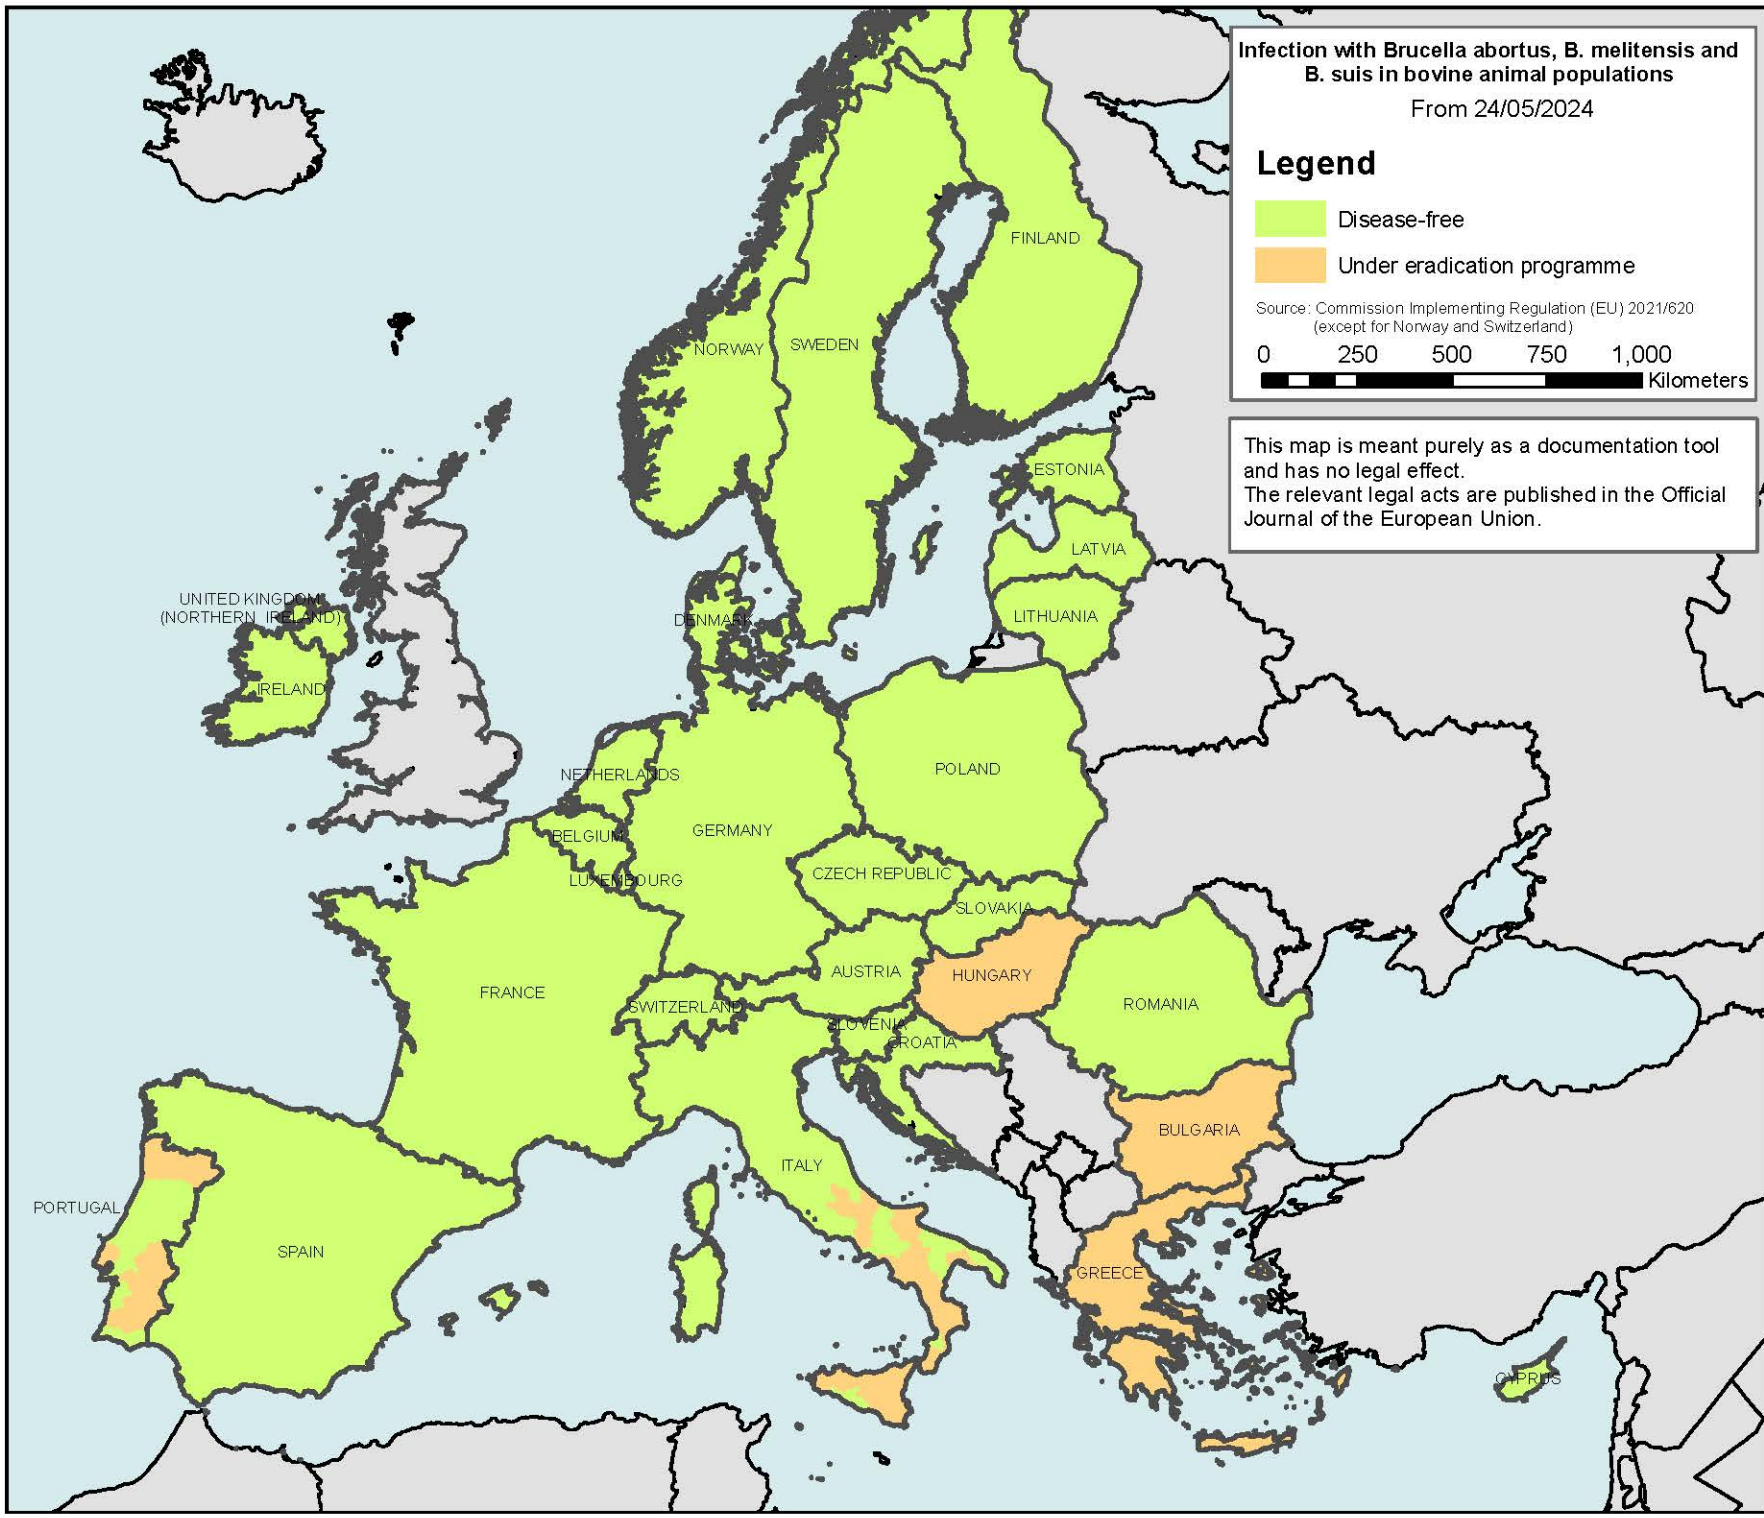 Infection with Brucella abortus, B. melitensis and
B. suis in bovine animal populations
From 24/05/2024
Legend
Disease-free
Under eradication programme
Source: Commission Implementing Regulation (EU) 2021/620
(except for Norway and Switzerland)
0 250 500 750 1,000
Kilometers
This map is meant purely as a documentation tool
and has no legal effect.
The relevant legal acts are published in the Official
Journal of the European Union.
FINLAND
NORWAY
SWEDEN
ESTONIA
LATVIA
LITHUANIA
UNITED KINGDOM
(NORTHERN IRELAND)
DENMARK
IRELAND
NETHERLANDS
POLAND
BELGIUM
GERMANY
LUXEMBOURG
CZECH REPUBLIC
SLOVAKIA
AUSTRIA
HUNGARY
FRANCE
SWITZERLAND
ROMANIA
SLOVENIA
CROATIA
BULGARIA
ITALY
PORTUGAL
SPAIN
GREECE
CYPRUS